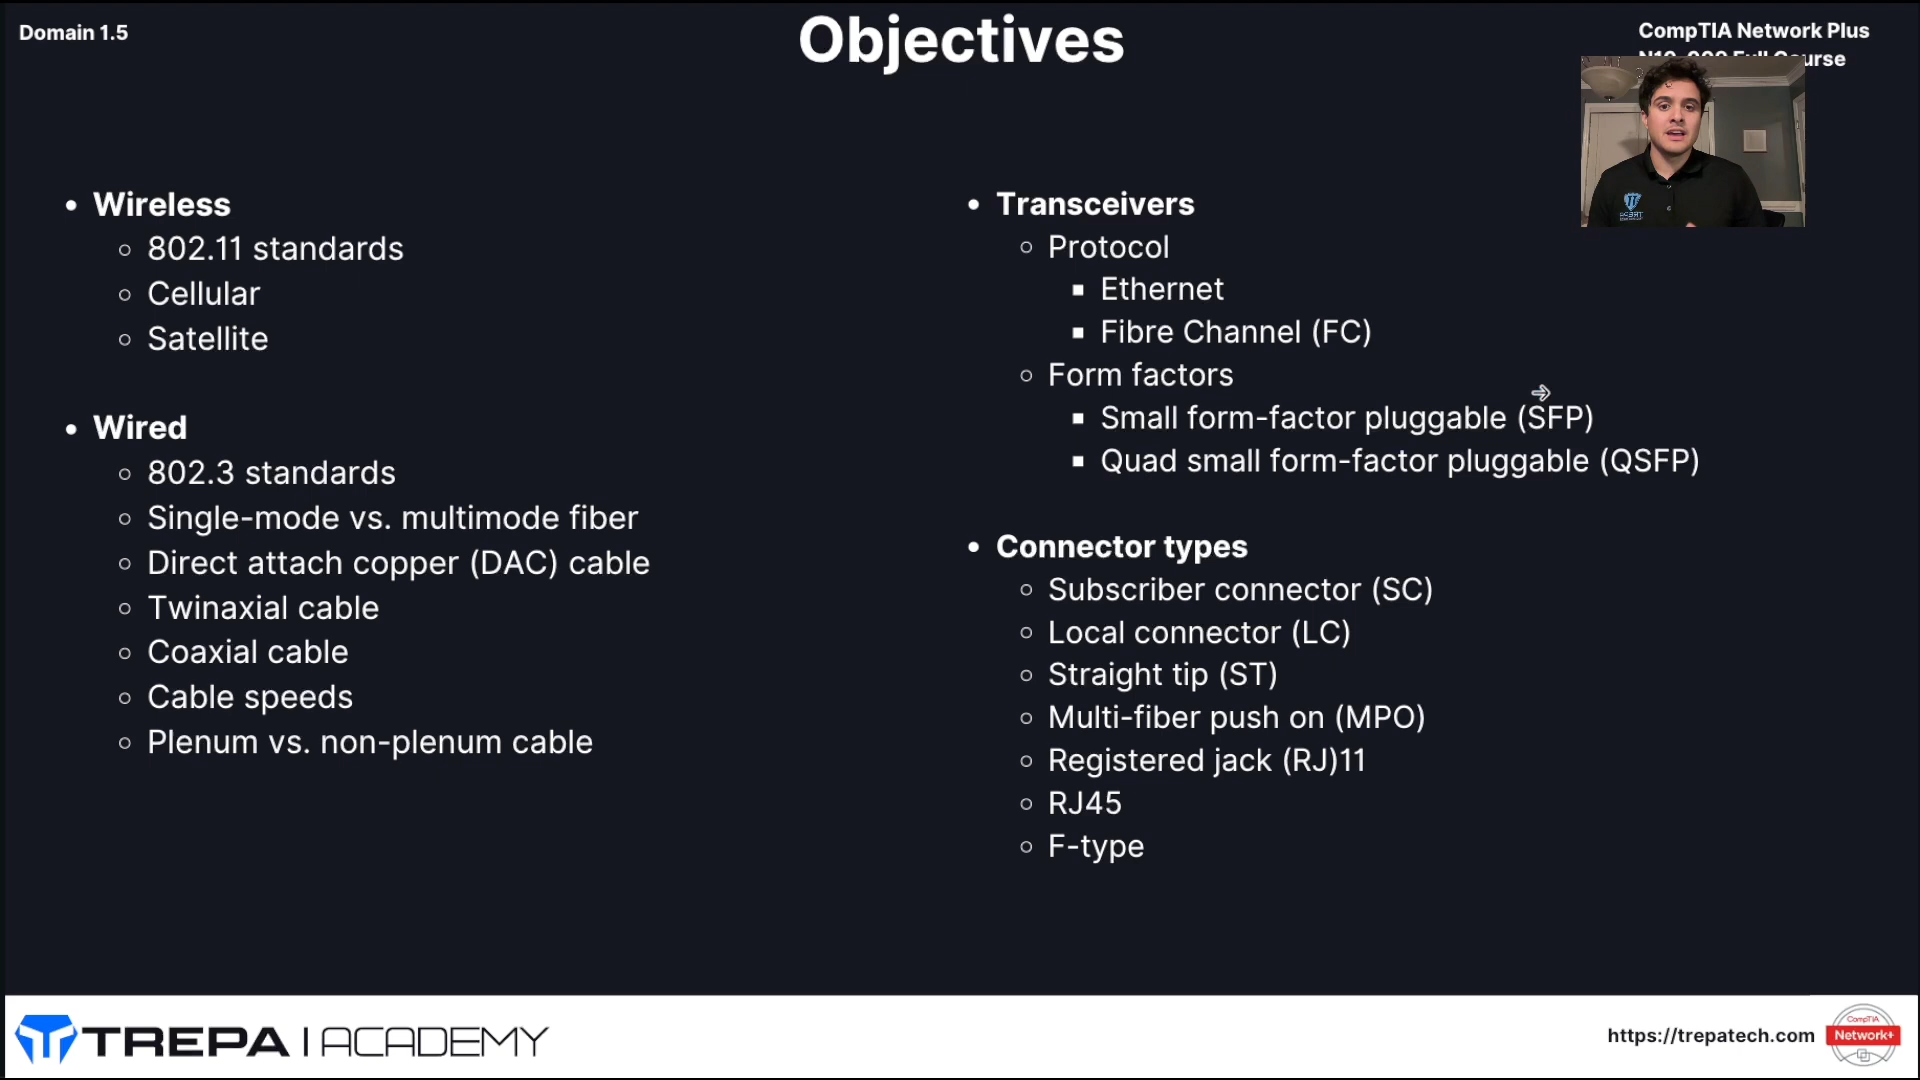 Domain 1.5
Objectives
CompTIA Network Plus
Wireless
802.11 standards
Cellular
Satellite
Wired
802.3 standards
Single-mode vs. multimode fiber
Direct attach copper (DAC) cable
Twinaxial cable
Coaxial cable
Cable speeds
Plenum vs. non-plenum cable
Transceivers
Protocol
Ethernet
Fibre Channel (FC)
Form factors
Small form-factor pluggable (SFP)
Quad small form-factor pluggable (QSFP)
Connector types
Subscriber connector (SC)
Local connector (LC)
Straight tip (ST)
Multi-fiber push on (MPO)
Registered jack (RJ)11
RJ45
F-type
TREPA | ACADEMY
https://trepatech.com
CompTIA
Network+